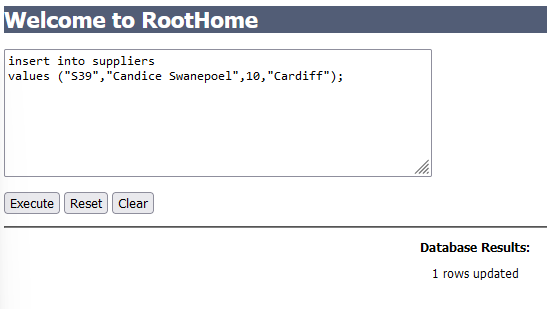 Welcome to RootHome
insert into suppliers
values ("S39","Candice Swanepoel",10,"Cardiff");
Execute Reset Clear
Database Results:
1 rows updated